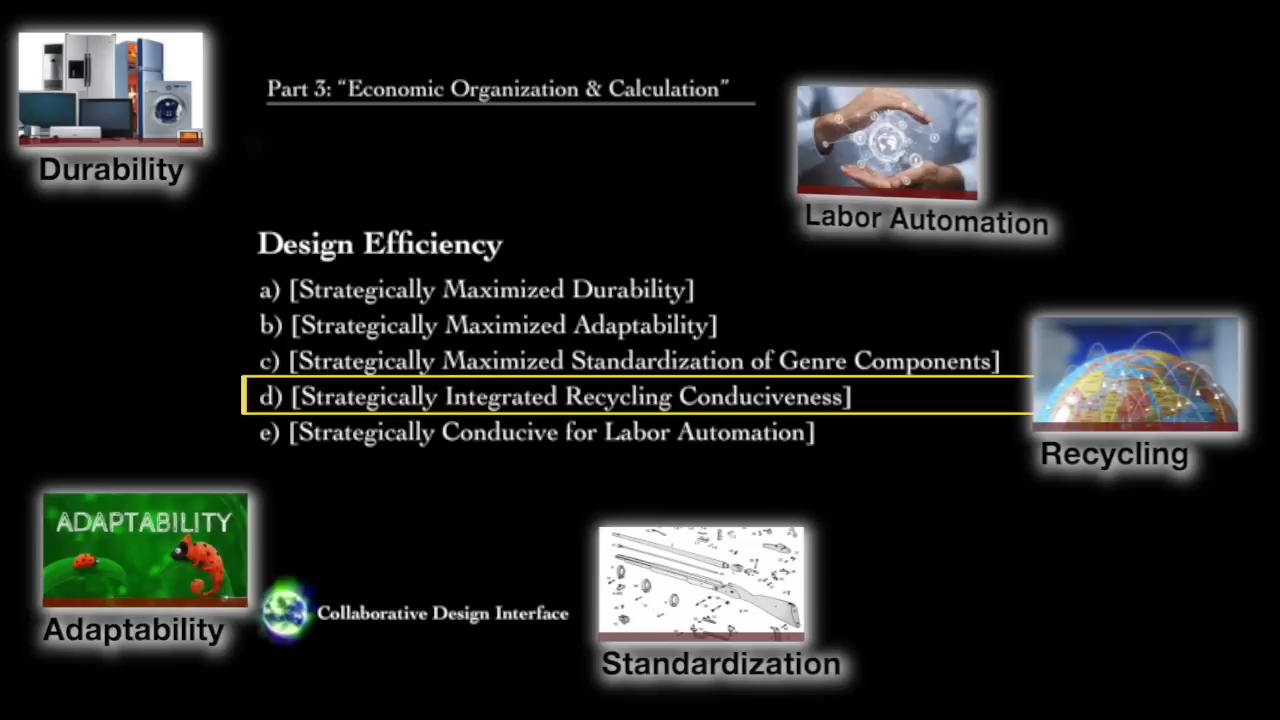 Part 3: “Economic Organization & Calculation”
Durability
Labor Automation
Design Efficiency
a) [Strategically Maximized Durability]
b) [Strategically Maximized Adaptability]
c) [Strategically Maximized Standardization of Genre Components]
d) [Strategically Integrated Recycling Conduciveness]
e) [Strategically Conducive for Labor Automation]
Recycling
ADAPTABILITY
Adaptability
Collaborative Design Interface
Standardization